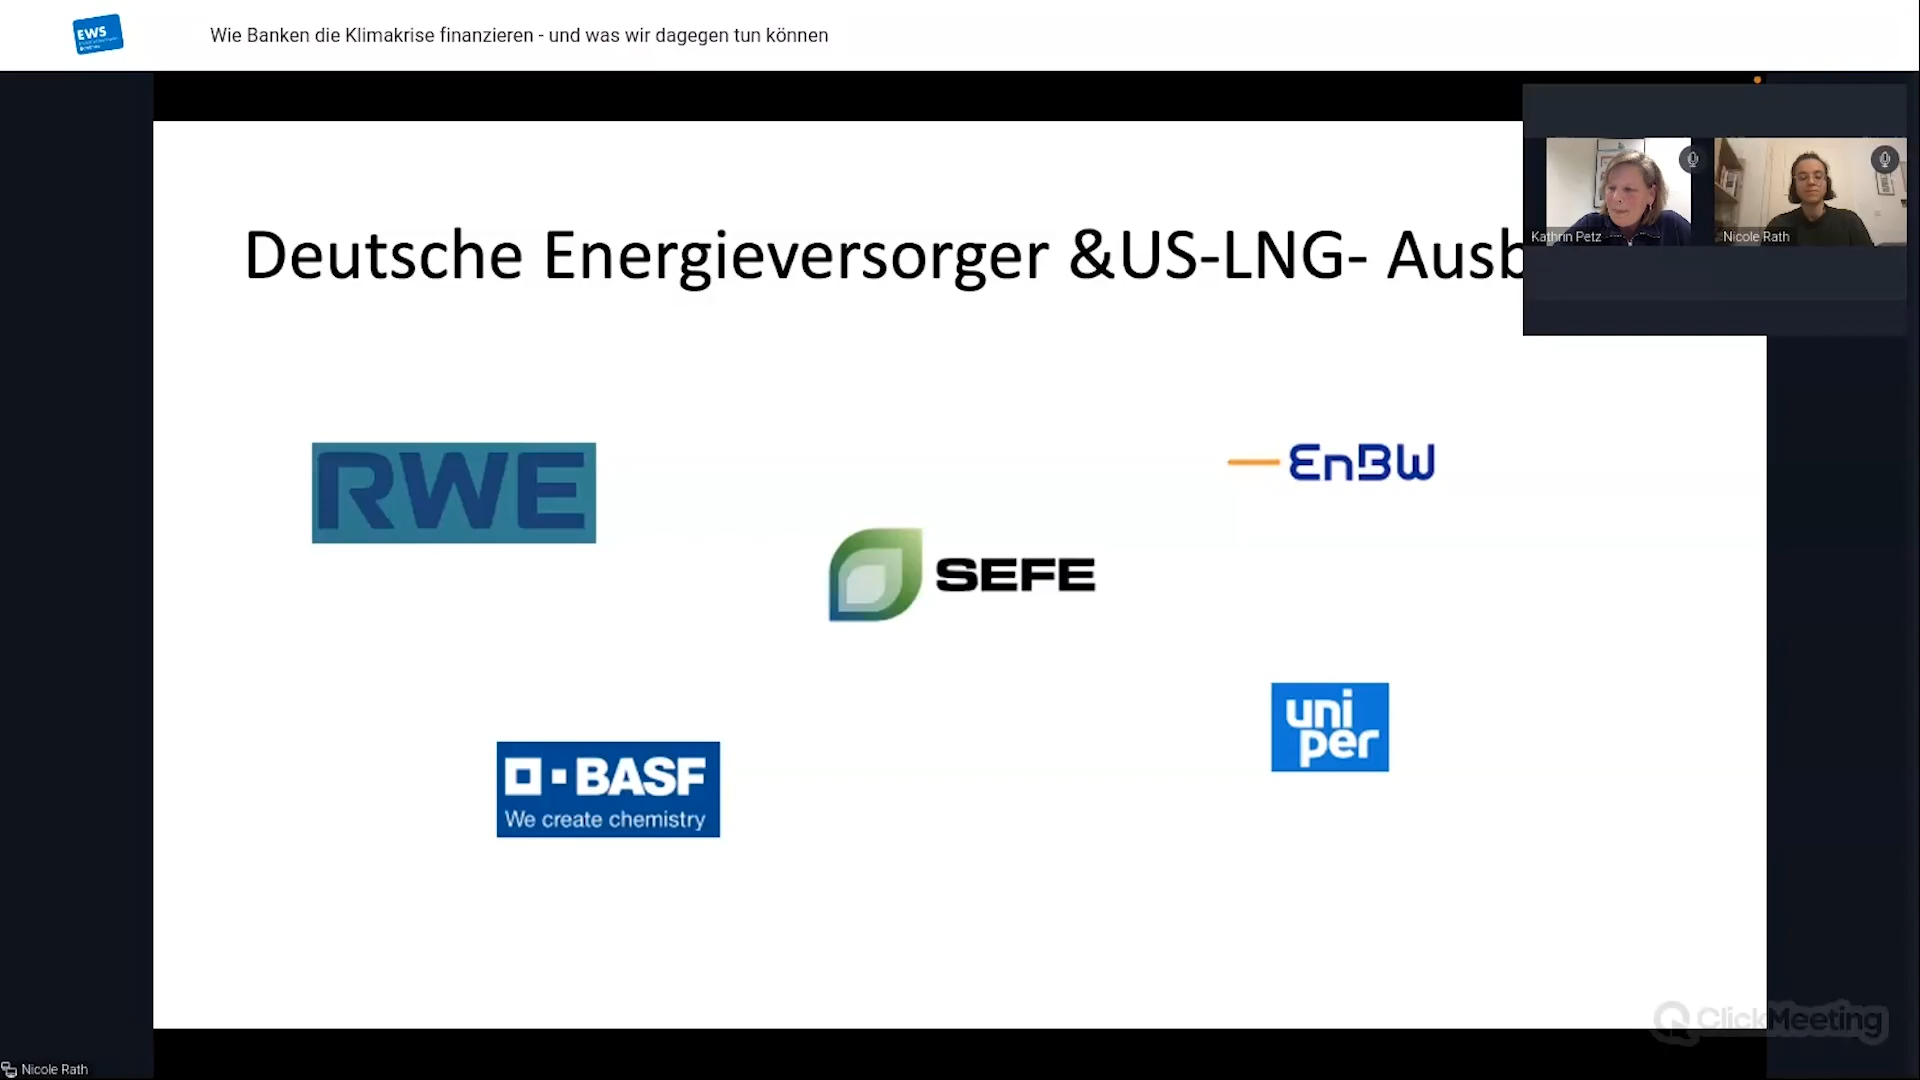 EWS
Wie Banken die Klimakrise finanzieren - und was wir dagegen tun können
Kathrin Petz
Nicole Rath
Deutsche Energieversorger &US-LNG- Ausb
RWE
EnBW
SEFE
uni
per
BASF
We create chemistry
ClickMeeting
Nicole Rath